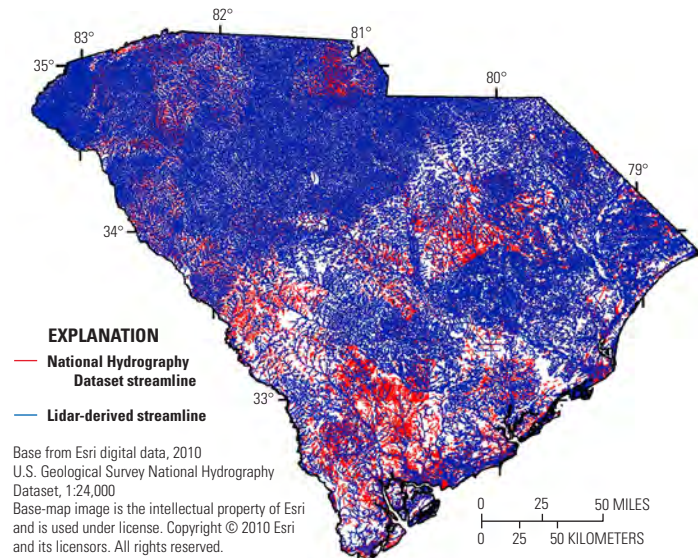 82°
83°
81°
35°
80°
79°
34°
33°
EXPLANATION
National Hydrography
Dataset streamline
Lidar-derived streamline
Base from Esri digital data, 2010
U.S. Geological Survey National Hydrography
Dataset, 1:24,000
Base-map image is the intellectual property of Esri
and is used under license. Copyright © 2010 Esri
and its licensors. All rights reserved.
0 25 50 MILES
0 25 50 KILOMETERS